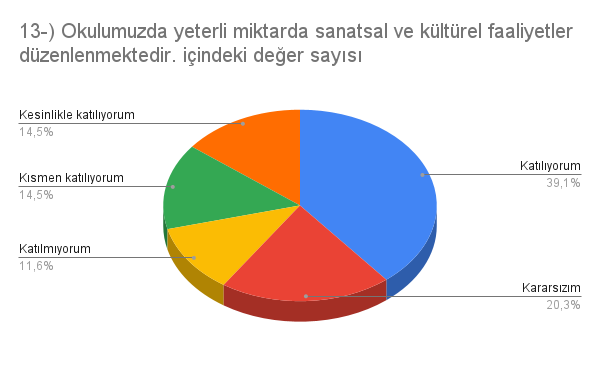 13-) Okulumuzda yeterli miktarda sanatsal ve kültürel faaliyetler
düzenlenmektedir. içindeki değer sayısı
Kesinlikle katılıyorum
14,5%
Kısmen katılıyorum
14,5%
Katılmıyorum
11,6%
Katılıyorum
39,1%
Kararsızım
20,3%